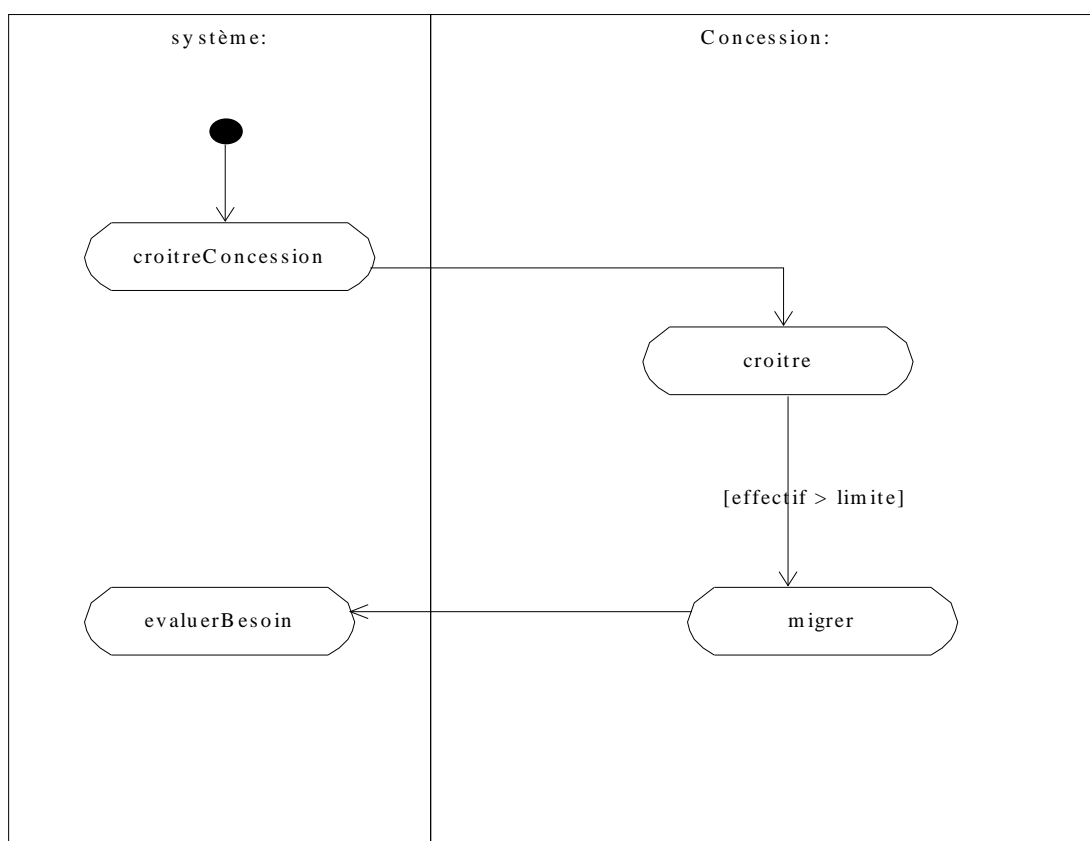 système:
Concession:
croitreConcession
croitre
[effectif > limite]
evaluerBesoin
migrer